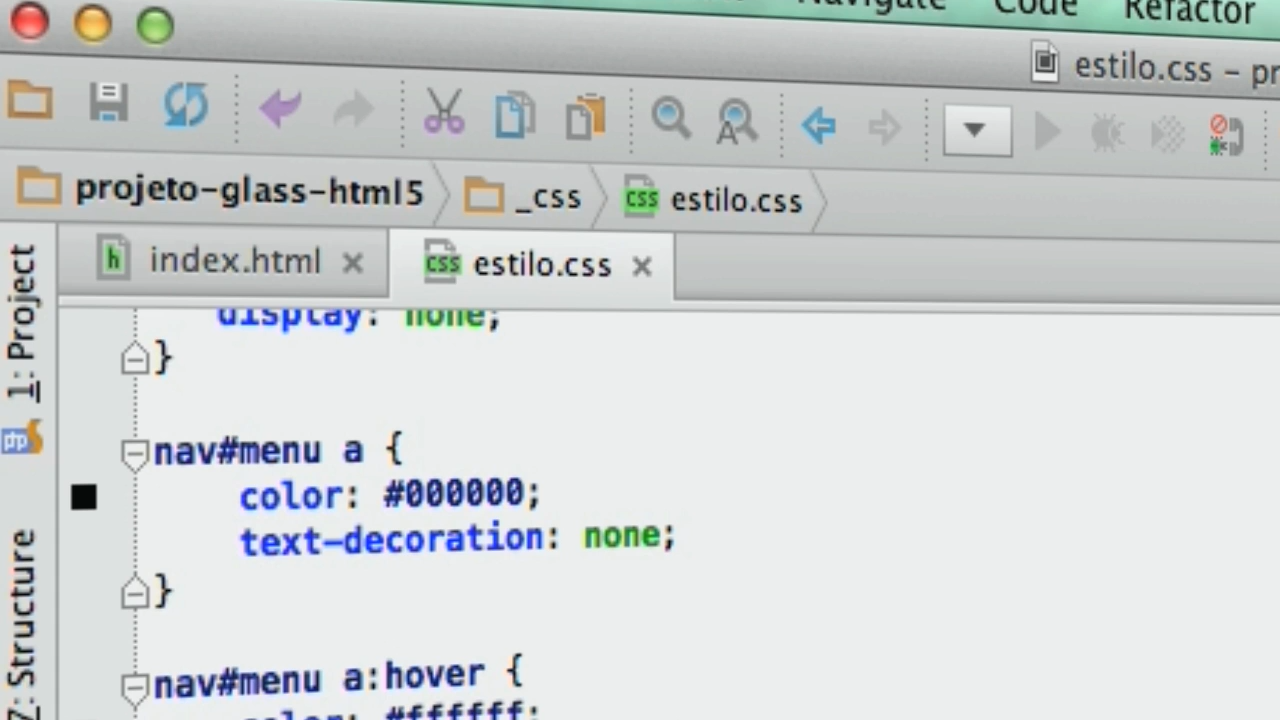 Navigate Code Refactor
estilo.css – pr
projeto-glass-html5 _css estilo.css
index.html estilo.css
1: Project
7: Structure
display: none;
}
nav#menu a {
color: #000000;
text-decoration: none;
}
nav#menu a:hover {
color: #ffffff;